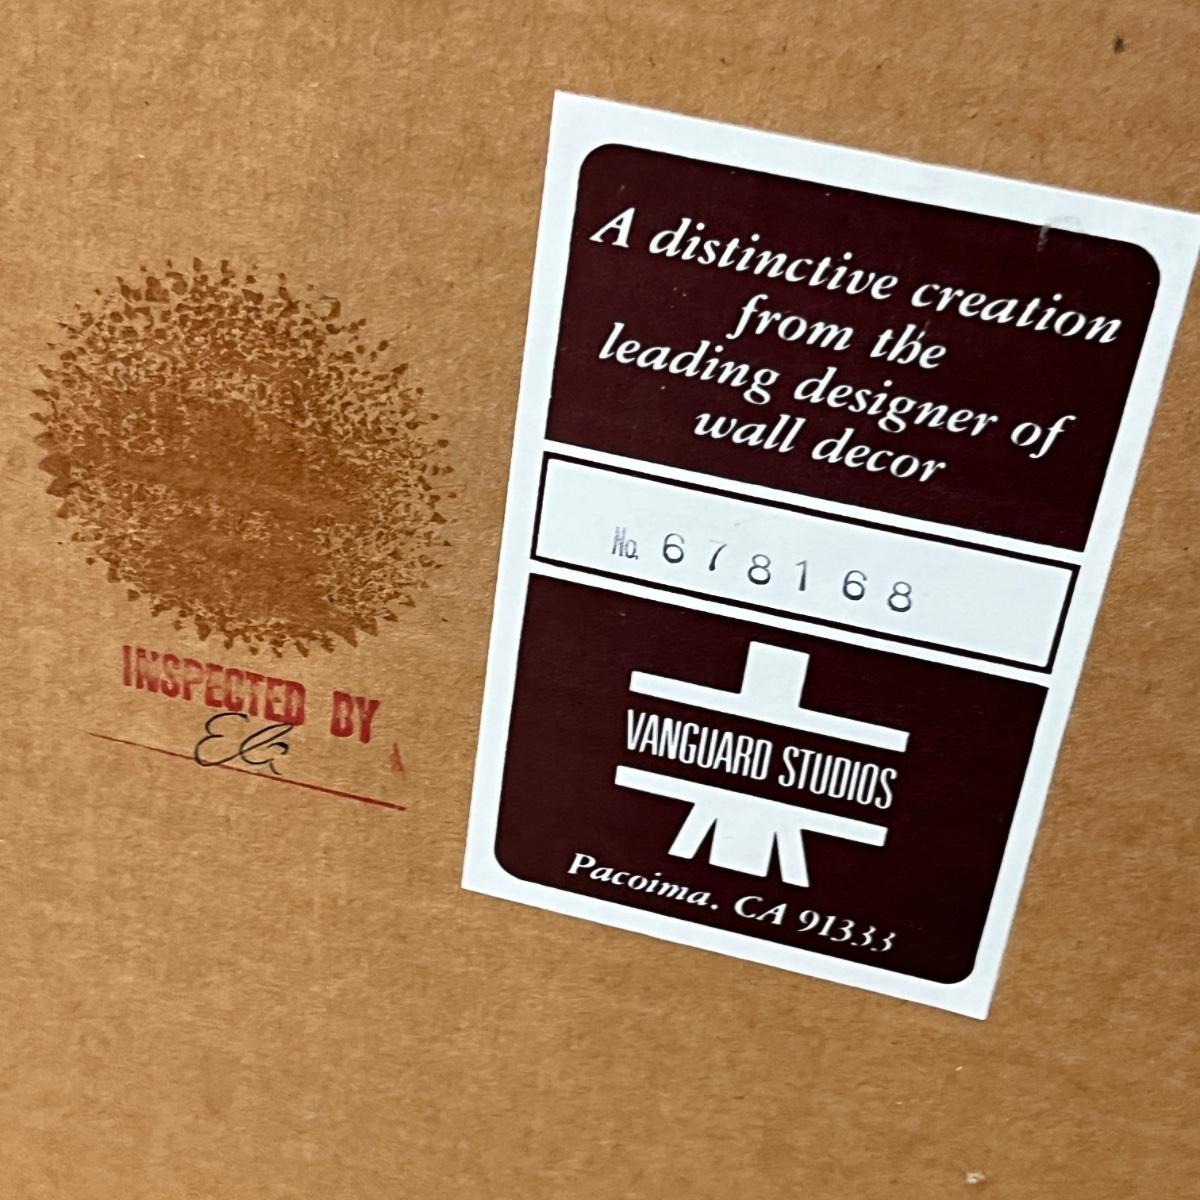 A distinctive creation
from the
leading designer of
wall decor
No. 678168
VANGUARD STUDIOS
Pacoima. CA 91333
INSPECTED BY